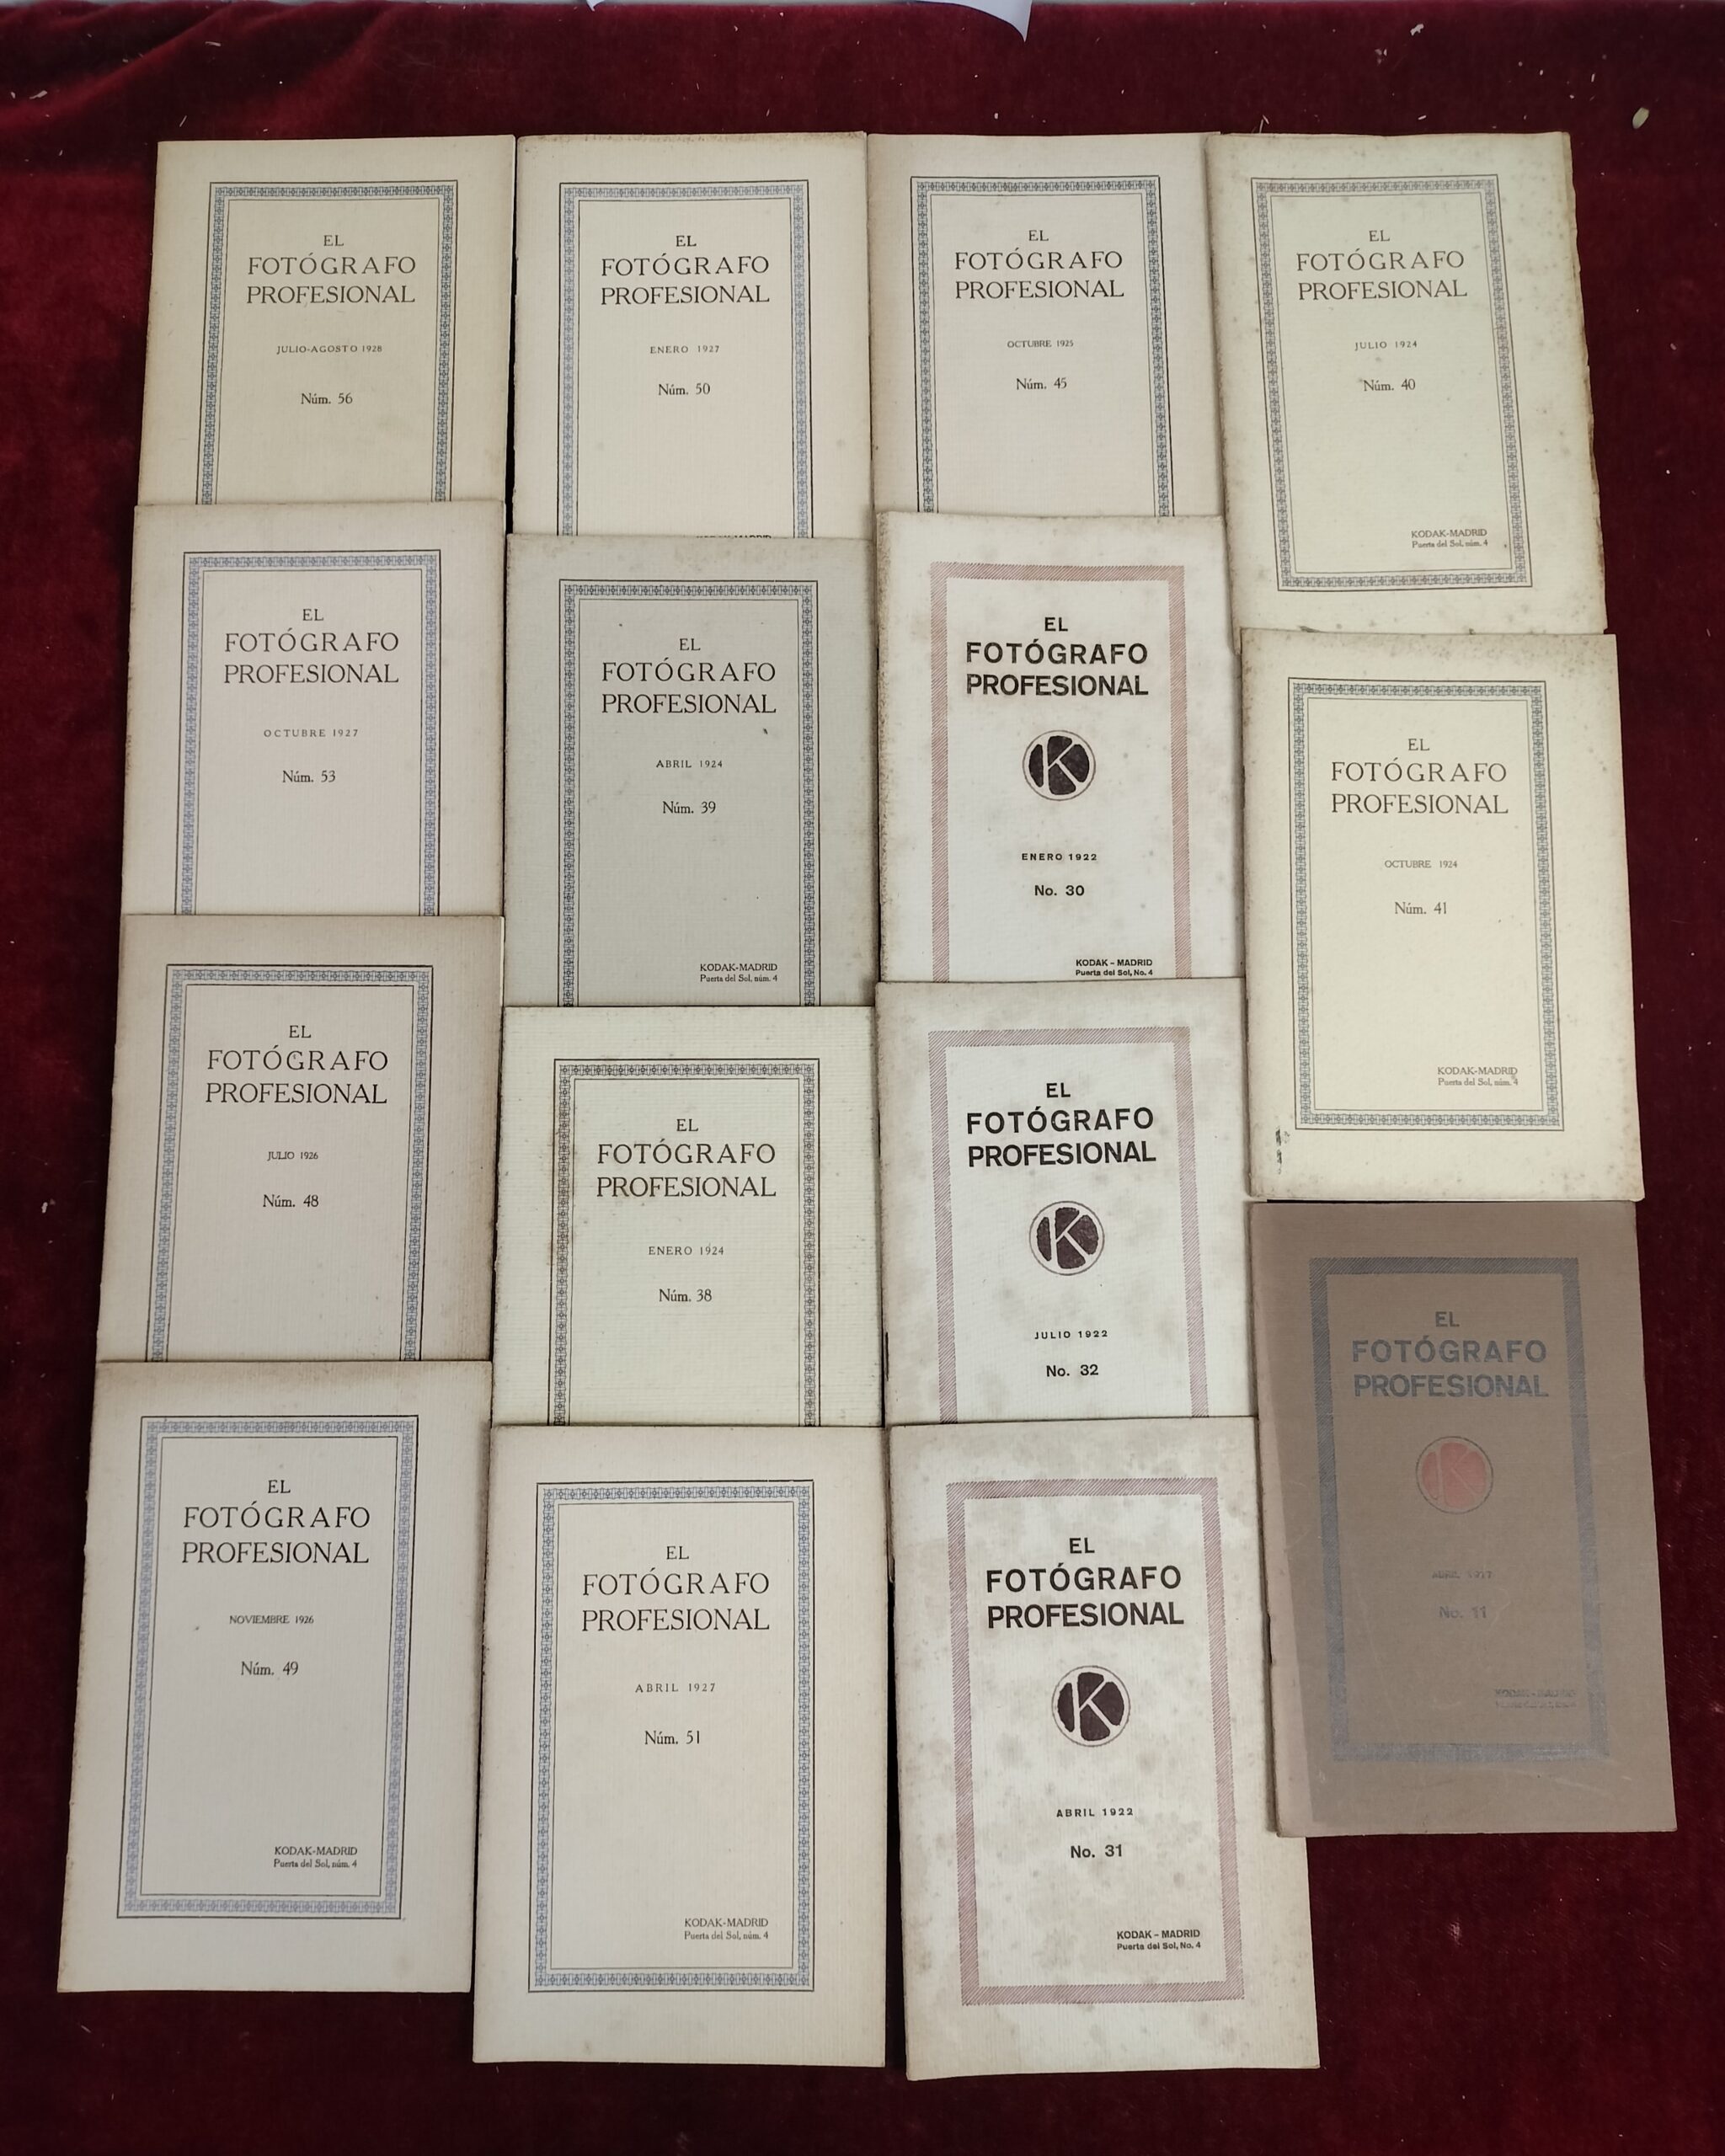 EL
FOTÓGRAFO
PROFESIONAL
JULIO-AGOSTO 1928
Núm. 56
EL
FOTÓGRAFO
PROFESIONAL
OCTUBRE 1927
Núm. 53
EL
FOTÓGRAFO
PROFESIONAL
JULIO 1926
Núm. 48
EL
FOTÓGRAFO
PROFESIONAL
NOVIEMBRE 1926
Núm. 49
KODAK-MADRID
Puerta del Sol, núm. 4
EL
FOTÓGRAFO
PROFESIONAL
ENERO 1927
Núm. 50
KODAK-MADRID
EL
FOTÓGRAFO
PROFESIONAL
ABRIL 1924
Núm. 39
KODAK-MADRID
Puerta del Sol, núm. 4
EL
FOTÓGRAFO
PROFESIONAL
ENERO 1924
Núm. 38
EL
FOTÓGRAFO
PROFESIONAL
ABRIL 1927
Núm. 51
KODAK-MADRID
Puerta del Sol, núm. 4
EL
FOTÓGRAFO
PROFESIONAL
OCTUBRE 1925
Núm. 45
EL
FOTÓGRAFO
PROFESIONAL
K
ENERO 1922
No. 30
KODAK – MADRID
Puerta del Sol, No. 4
EL
FOTÓGRAFO
PROFESIONAL
K
JULIO 1922
No. 32
EL
FOTÓGRAFO
PROFESIONAL
K
ABRIL 1922
No. 31
KODAK – MADRID
Puerta del Sol, No. 4
EL
FOTÓGRAFO
PROFESIONAL
JULIO 1924
Núm. 40
KODAK-MADRID
Puerta del Sol, núm. 4
EL
FOTÓGRAFO
PROFESIONAL
OCTUBRE 1924
Núm. 41
KODAK-MADRID
Puerta del Sol, núm. 4
EL
FOTÓGRAFO
PROFESIONAL
K
ABRIL
No. 11
KODAK – MADRID